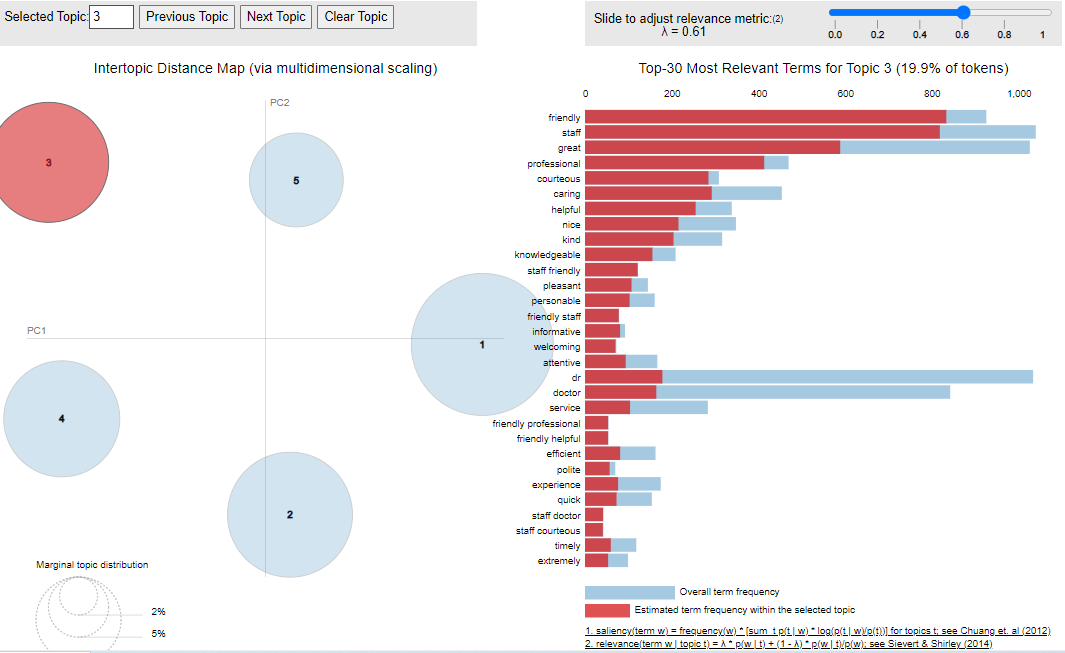 Selected Topic: 3 Previous Topic Next Topic Clear Topic
Slide to adjust relevance metric:(2)
λ = 0.61
0.0 0.2 0.4 0.6 0.8 1
Intertopic Distance Map (via multidimensional scaling)
PC2
PC1
3
5
1
4
2
Marginal topic distribution
2%
5%
Top-30 Most Relevant Terms for Topic 3 (19.9% of tokens)
0 200 400 600 800 1,000
friendly
staff
great
professional
courteous
caring
helpful
nice
kind
knowledgeable
staff friendly
pleasant
personable
friendly staff
informative
welcoming
attentive
dr
doctor
service
friendly professional
friendly helpful
efficient
polite
experience
quick
staff doctor
staff courteous
timely
extremely
Overall term frequency
Estimated term frequency within the selected topic
1. saliency(term w) = frequency(w) * [sum_t p(t | w) * log(p(t | w)/p(t))] for topics t; see Chuang et. al (2012)
2. relevance(term w | topic t) = λ * p(w | t) + (1 - λ) * p(w | t)/p(w); see Sievert & Shirley (2014)